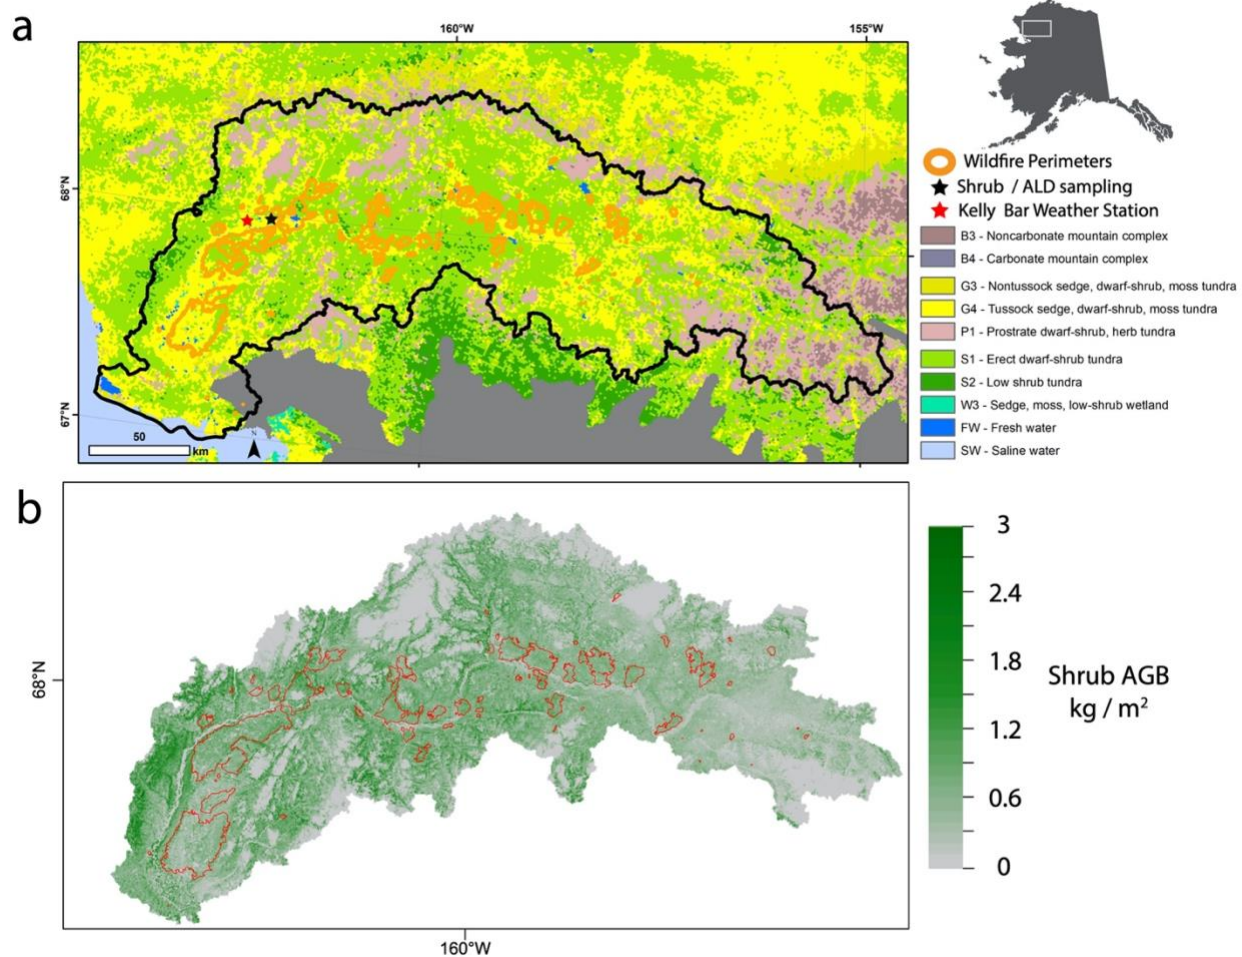 a
160°W
155°W
68°N
67°N
50
km
N
Wildfire Perimeters
Shrub / ALD sampling
Kelly Bar Weather Station
B3 - Noncarbonate mountain complex
B4 - Carbonate mountain complex
G3 - Nontussock sedge, dwarf-shrub, moss tundra
G4 - Tussock sedge, dwarf-shrub, moss tundra
P1 - Prostrate dwarf-shrub, herb tundra
S1 - Erect dwarf-shrub tundra
S2 - Low shrub tundra
W3 - Sedge, moss, low-shrub wetland
FW - Fresh water
SW - Saline water
b
68°N
160°W
3
2.4
1.8
1.2
0.6
0
Shrub AGB
kg / m²